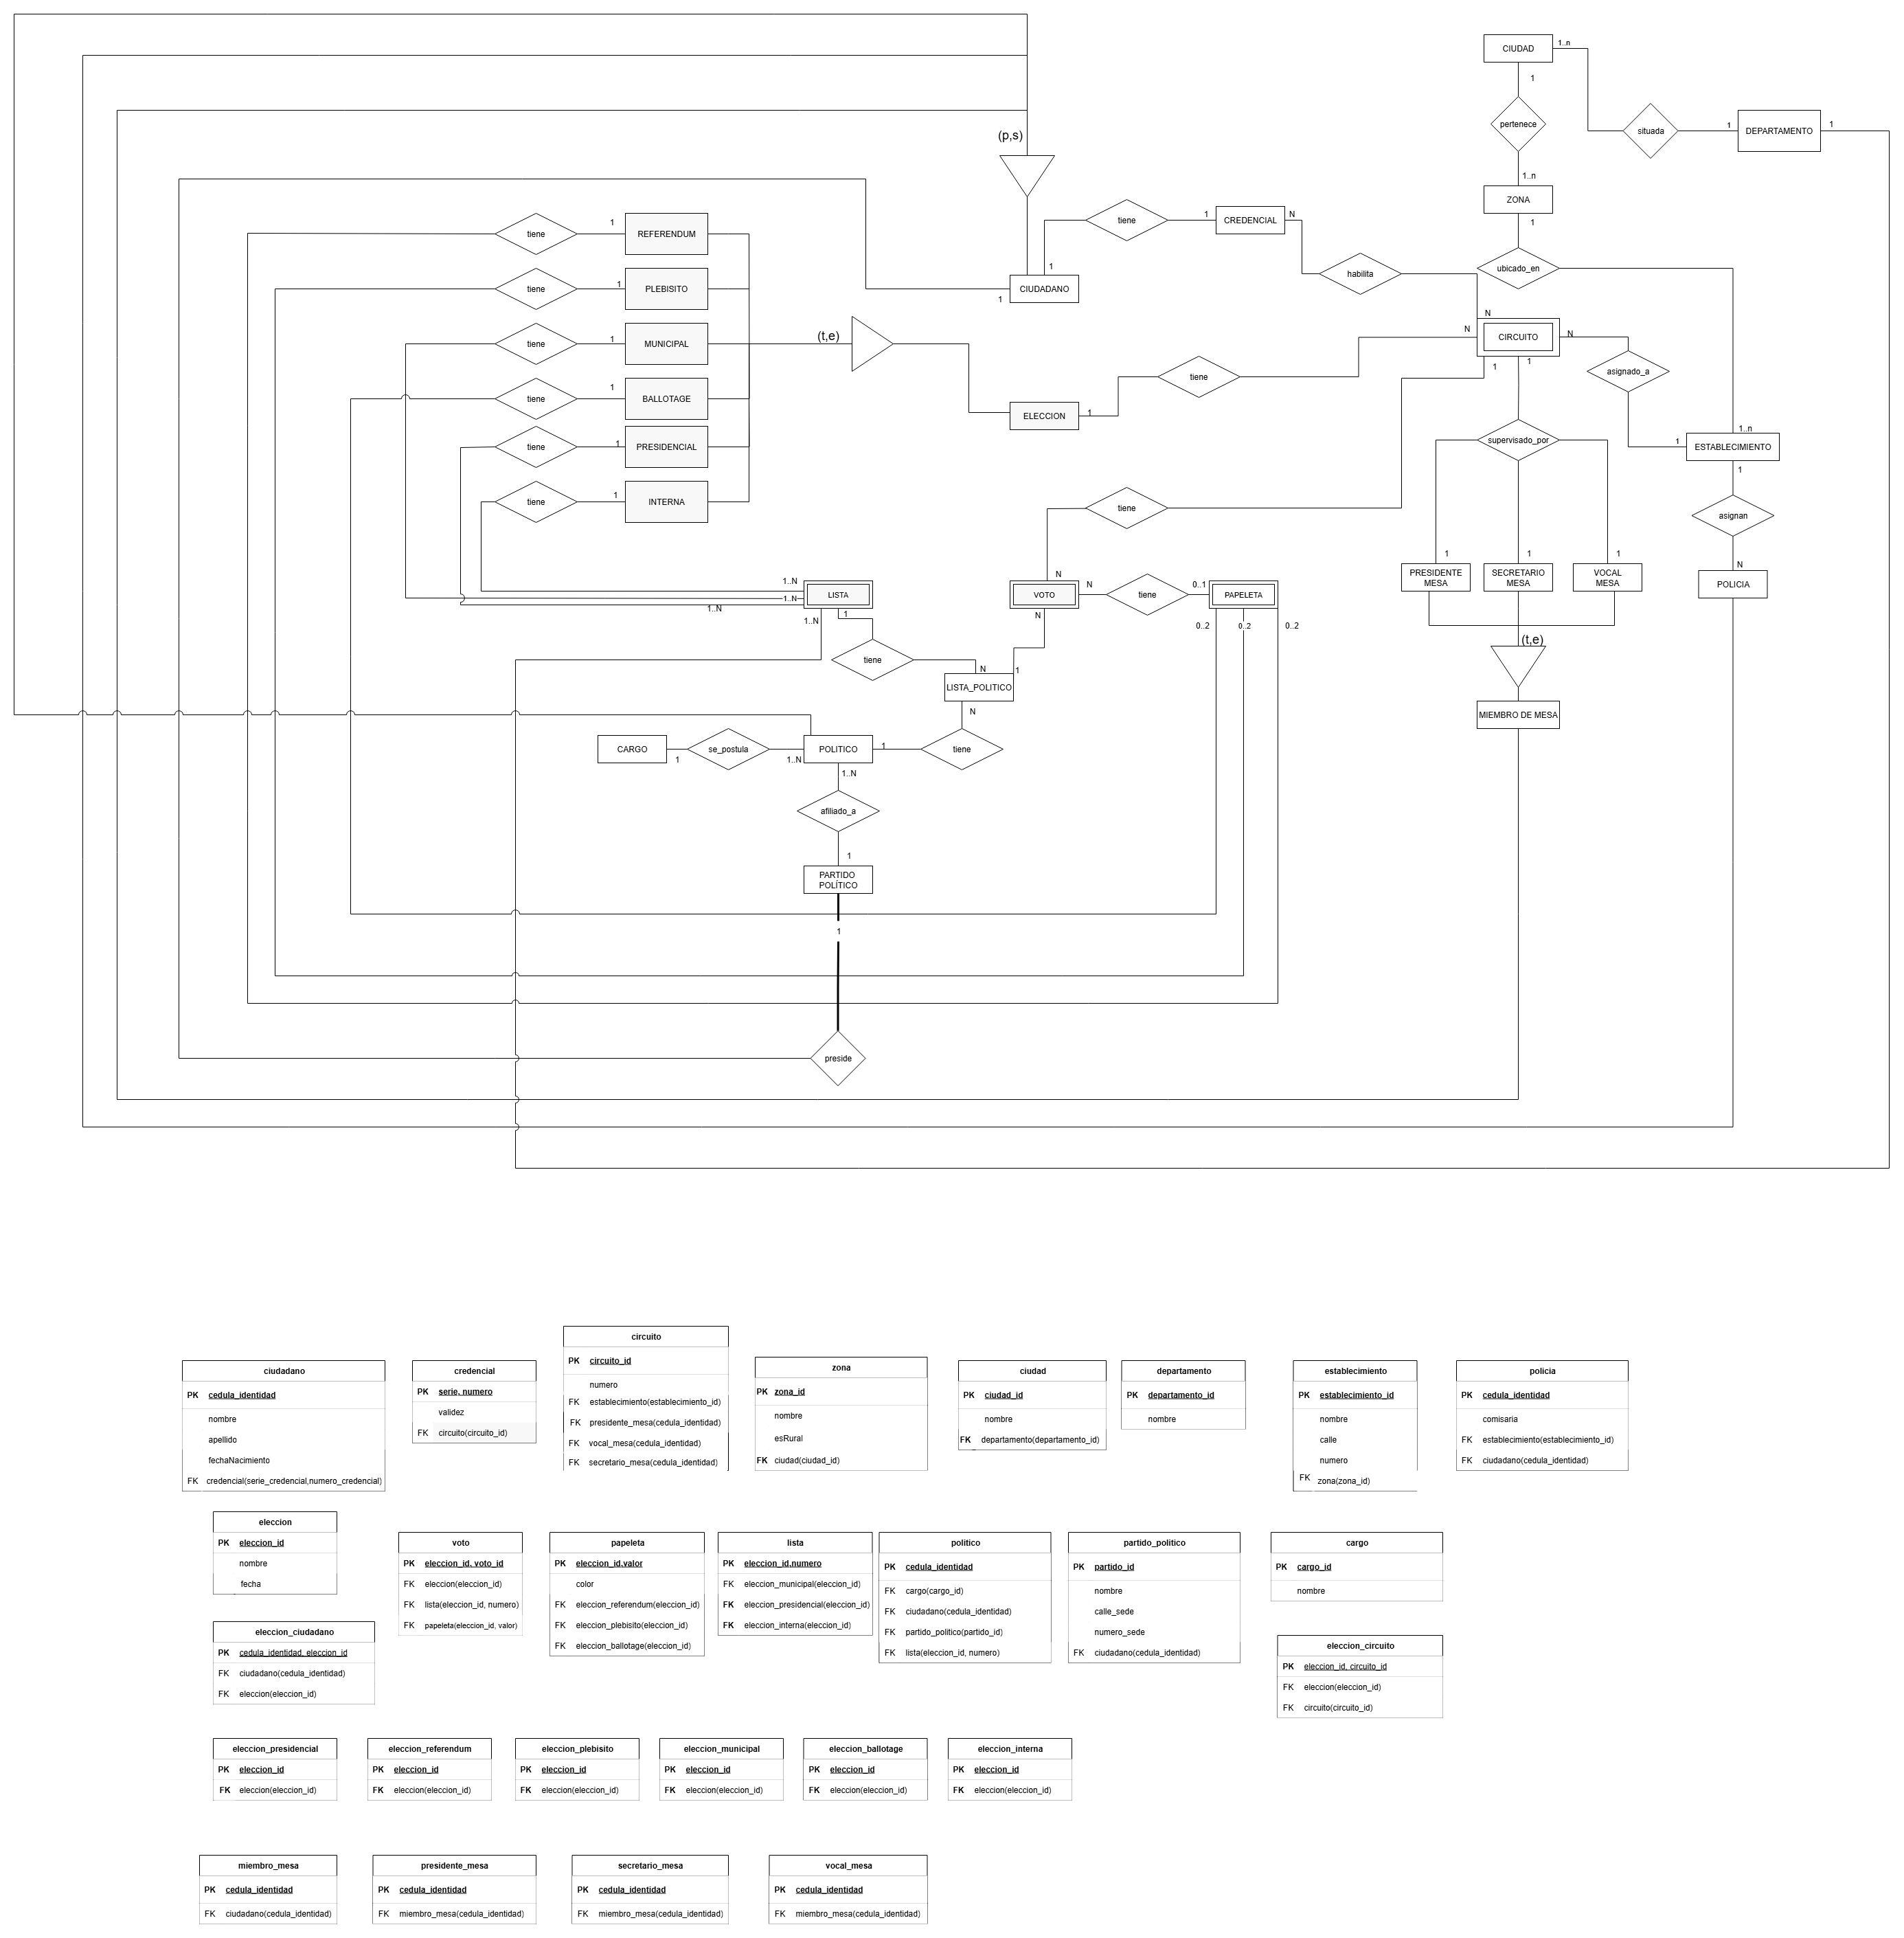 CIUDAD
1..n
1
(p,s)
pertenece
situada
1
DEPARTAMENTO
1
1..n
ZONA
tiene
1
CREDENCIAL
N
1
tiene
1
REFERENDUM
1
ubicado_en
habilita
tiene
1
PLEBISITO
CIUDADANO
1
N
tiene
1
MUNICIPAL
(t,e)
N
CIRCUITO
N
1
1
asignado_a
tiene
tiene
1
BALLOTAGE
ELECCION
1
1..n
tiene
1
PRESIDENCIAL
supervisado_por
1
ESTABLECIMIENTO
1
tiene
1
INTERNA
tiene
asignan
1
1
1
N
PRESIDENTE
MESA
SECRETARIO
MESA
VOCAL
MESA
POLICIA
1..N
1..N
1..N
LISTA
1
1..N
N
VOTO
N
tiene
0..1
PAPELETA
N
0..2
0..2
0..2
(t,e)
tiene
N
1
LISTA_POLITICO
N
MIEMBRO DE MESA
CARGO
1
se_postula
1..N
POLITICO
1
tiene
1..N
afiliado_a
1
PARTIDO
POLÍTICO
1
preside
circuito
PK circuito_id
numero
FK establecimiento(establecimiento_id)
FK presidente_mesa(cedula_identidad)
FK vocal_mesa(cedula_identidad)
FK secretario_mesa(cedula_identidad)
ciudadano
PK cedula_identidad
nombre
apellido
fechaNacimiento
FK credencial(serie_credencial,numero_credencial)
credencial
PK serie, numero
validez
FK circuito(circuito_id)
zona
PK zona_id
nombre
esRural
FK ciudad(ciudad_id)
ciudad
PK ciudad_id
nombre
FK departamento(departamento_id)
departamento
PK departamento_id
nombre
establecimiento
PK establecimiento_id
nombre
calle
numero
FK zona(zona_id)
policia
PK cedula_identidad
comisaria
FK establecimiento(establecimiento_id)
FK ciudadano(cedula_identidad)
eleccion
PK eleccion_id
nombre
fecha
voto
PK eleccion_id, voto_id
FK eleccion(eleccion_id)
FK lista(eleccion_id, numero)
FK papeleta(eleccion_id, valor)
papeleta
PK eleccion_id,valor
color
FK eleccion_referendum(eleccion_id)
FK eleccion_plebisito(eleccion_id)
FK eleccion_ballotage(eleccion_id)
lista
PK eleccion_id,numero
FK eleccion_municipal(eleccion_id)
FK eleccion_presidencial(eleccion_id)
FK eleccion_interna(eleccion_id)
politico
PK cedula_identidad
FK cargo(cargo_id)
FK ciudadano(cedula_identidad)
FK partido_politico(partido_id)
FK lista(eleccion_id, numero)
partido_politico
PK partido_id
nombre
calle_sede
numero_sede
FK ciudadano(cedula_identidad)
cargo
PK cargo_id
nombre
eleccion_ciudadano
PK cedula_identidad, eleccion_id
FK ciudadano(cedula_identidad)
FK eleccion(eleccion_id)
eleccion_circuito
PK eleccion_id, circuito_id
FK eleccion(eleccion_id)
FK circuito(circuito_id)
eleccion_presidencial
PK eleccion_id
FK eleccion(eleccion_id)
eleccion_referendum
PK eleccion_id
FK eleccion(eleccion_id)
eleccion_plebisito
PK eleccion_id
FK eleccion(eleccion_id)
eleccion_municipal
PK eleccion_id
FK eleccion(eleccion_id)
eleccion_ballotage
PK eleccion_id
FK eleccion(eleccion_id)
eleccion_interna
PK eleccion_id
FK eleccion(eleccion_id)
miembro_mesa
PK cedula_identidad
FK ciudadano(cedula_identidad)
presidente_mesa
PK cedula_identidad
FK miembro_mesa(cedula_identidad)
secretario_mesa
PK cedula_identidad
FK miembro_mesa(cedula_identidad)
vocal_mesa
PK cedula_identidad
FK miembro_mesa(cedula_identidad)